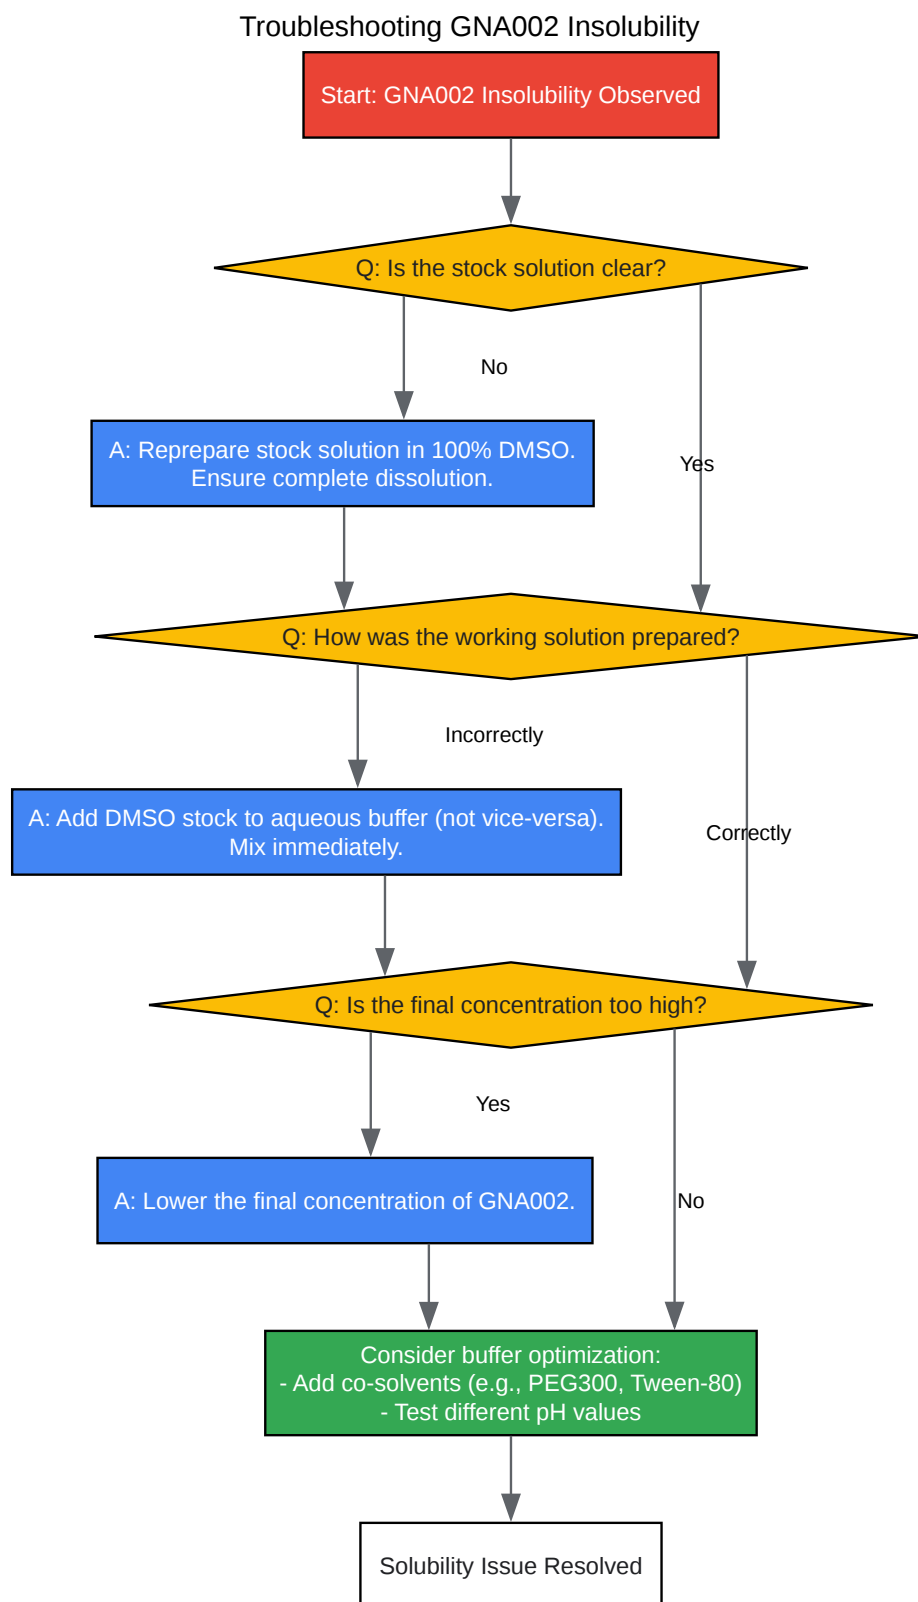 Troubleshooting GNA002 Insolubility
Start: GNA002 Insolubility Observed
Q: Is the stock solution clear?
No
A: Reprepare stock solution in 100% DMSO.
Ensure complete dissolution.
Yes
Q: How was the working solution prepared?
Incorrectly
A: Add DMSO stock to aqueous buffer (not vice-versa).
Mix immediately.
Correctly
Q: Is the final concentration too high?
Yes
A: Lower the final concentration of GNA002.
No
Consider buffer optimization:
- Add co-solvents (e.g., PEG300, Tween-80)
- Test different pH values
Solubility Issue Resolved